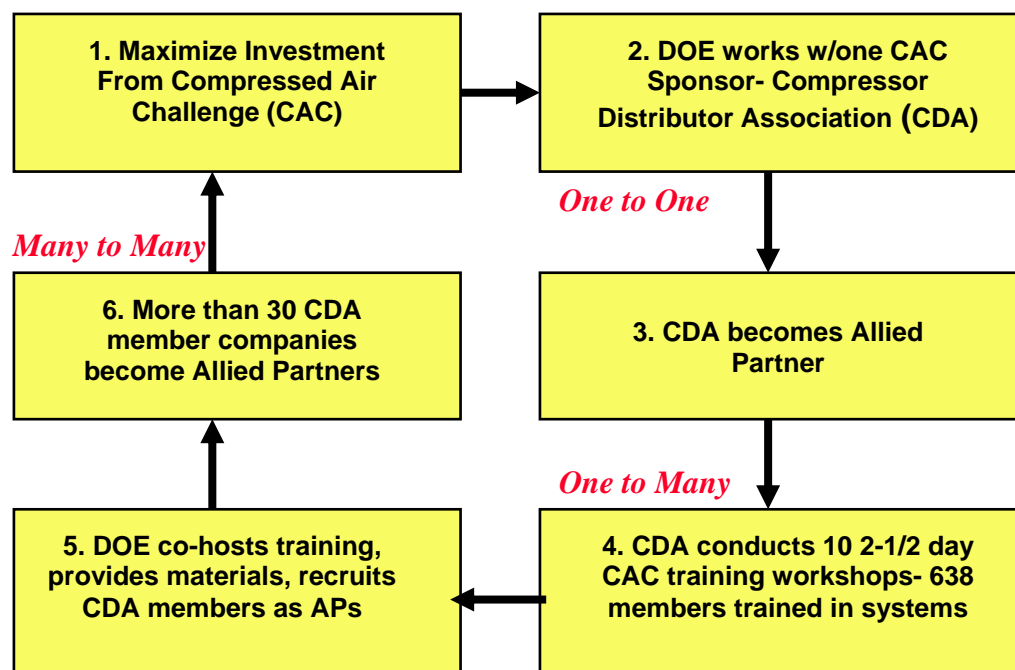 1. Maximize Investment
From Compressed Air
Challenge (CAC)
2. DOE works w/one CAC
Sponsor- Compressor
Distributor Association (CDA)
One to One
3. CDA becomes Allied
Partner
One to Many
4. CDA conducts 10 2-1/2 day
CAC training workshops- 638
members trained in systems
5. DOE co-hosts training,
provides materials, recruits
CDA members as APs
6. More than 30 CDA
member companies
become Allied Partners
Many to Many